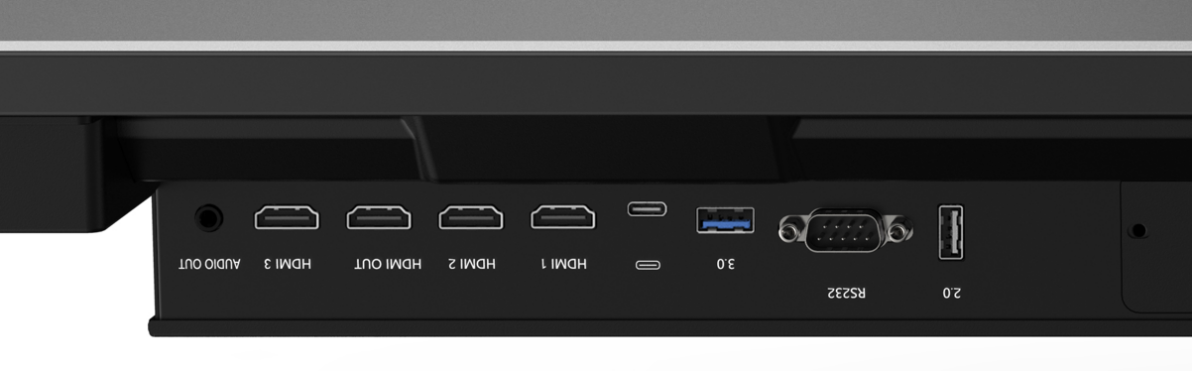 2.0
RS232
3.0
HDMI 1
HDMI 2
HDMI OUT
HDMI 3
AUDIO OUT